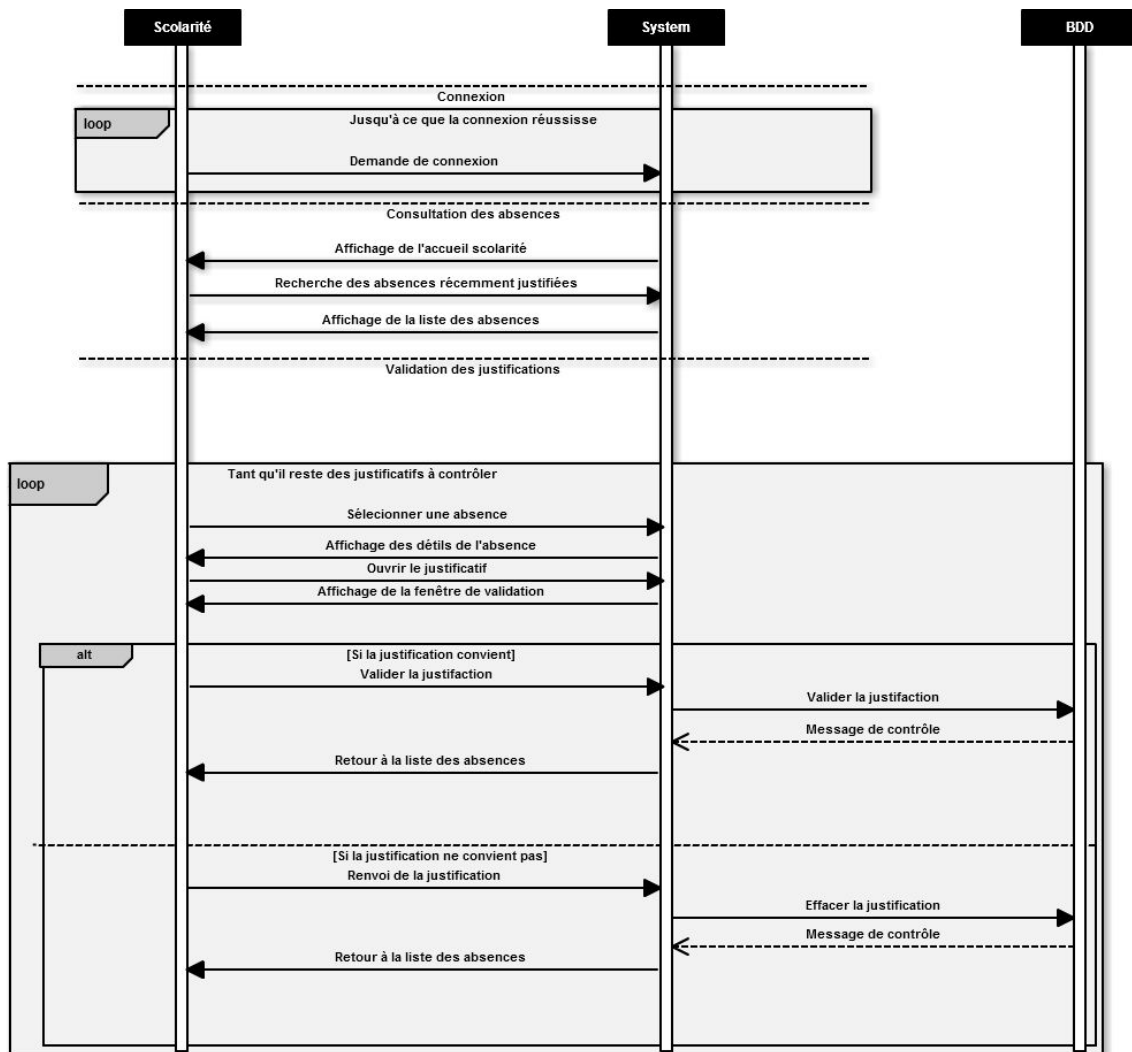 Scolarité
System
BDD
Connexion
loop
Jusqu'à ce que la connexion réussisse
Demande de connexion
Consultation des absences
Affichage de l'accueil scolarité
Recherche des absences récemment justifiées
Affichage de la liste des absences
Validation des justifications
loop
Tant qu'il reste des justificatifs à contrôler
Sélecionner une absence
Affichage des détils de l'absence
Ouvrir le justificatif
Affichage de la fenêtre de validation
alt
[Si la justification convient]
Valider la justifaction
Valider la justifaction
Message de contrôle
Retour à la liste des absences
[Si la justification ne convient pas]
Renvoi de la justification
Effacer la justification
Message de contrôle
Retour à la liste des absences